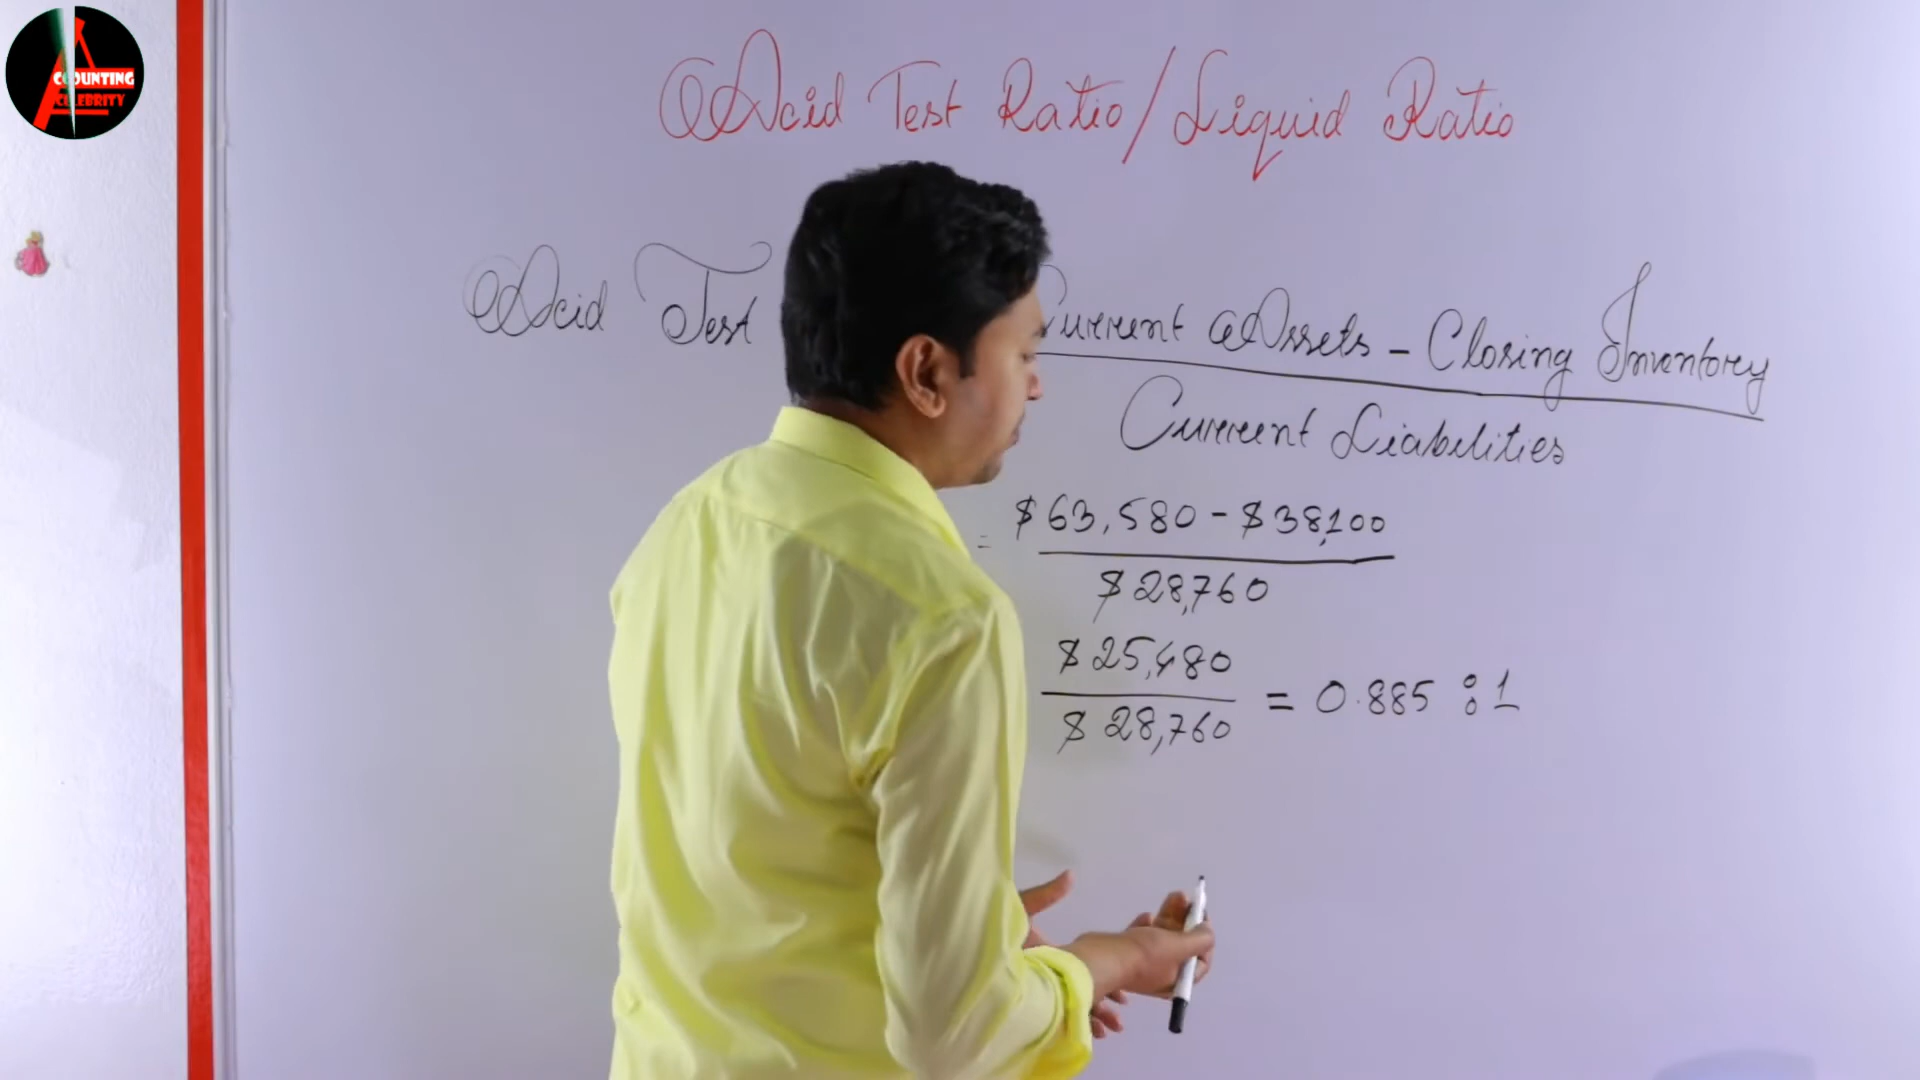 ACCOUNTING
CELEBRITY
Acid Test Ratio/Liquid Ratio
Acid Test
Current Assets - Closing Inventory
Current Liabilities
= $63,580 - $38,100
$28,760
$25,480
= 0.885 : 1
$28,760